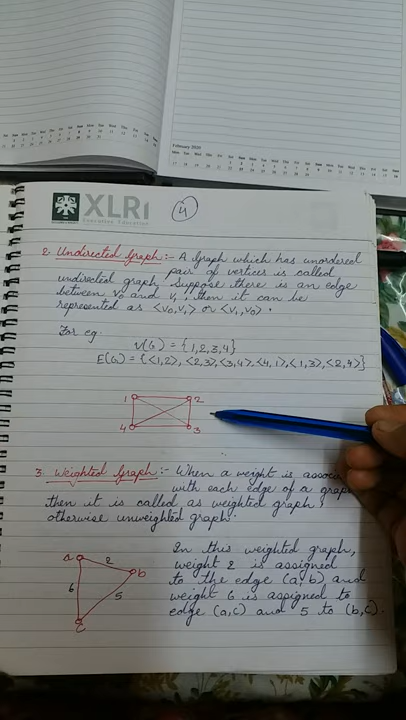 February 2020
XLRI
4
2. Undirected Graph :- A Graph which has unordered
pair of vertices is called
undirected graph. Suppose there is an edge
between v0 and v1, then it can be
represented as <v0, v1> or <v1, v0>.
For eg.
V(G) = {1,2,3,4}
E(G) = {<1,2>, <2,3>, <3,4>, <4,1>, <1,3>, <2,4>}
1 2
4 3
3. Weighted Graph :- When a weight is
with each edge of a graph
then it is called as weighted graph,
otherwise unweighted graph.
a 2 b
6 5
c
In this weighted graph,
weight 2 is assigned
to the edge (a,b) and
weight 6 is assigned to
edge (a,c) and 5 to (b,c).